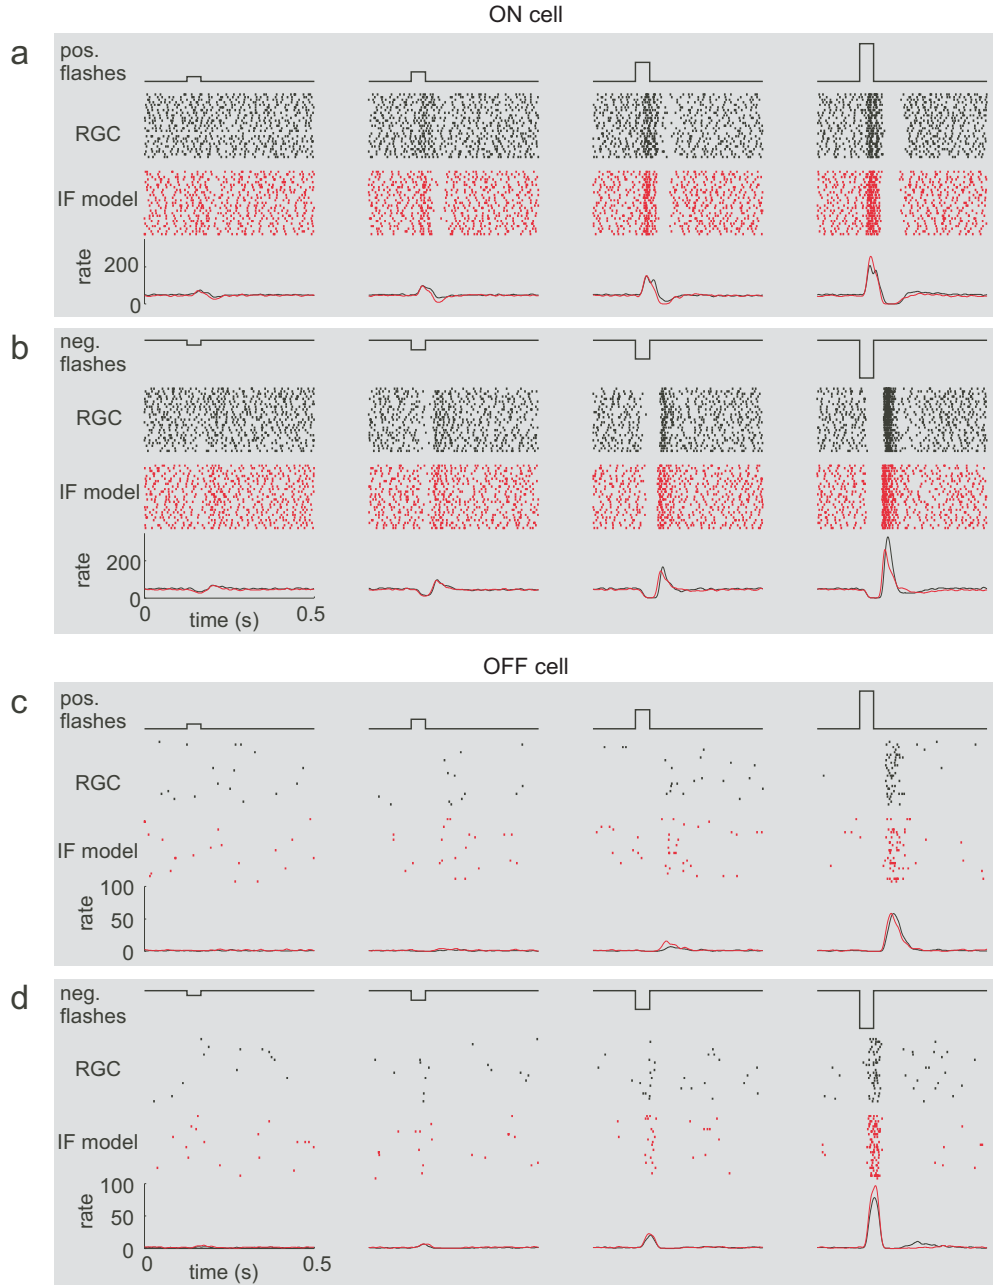 ON cell
a
pos.
flashes
RGC
IF model
rate
200
0
b
neg.
flashes
RGC
IF model
rate
200
0
0
0.5
time (s)
OFF cell
c
pos.
flashes
RGC
IF model
rate
100
50
0
d
neg.
flashes
RGC
IF model
rate
100
50
0
0
0.5
time (s)